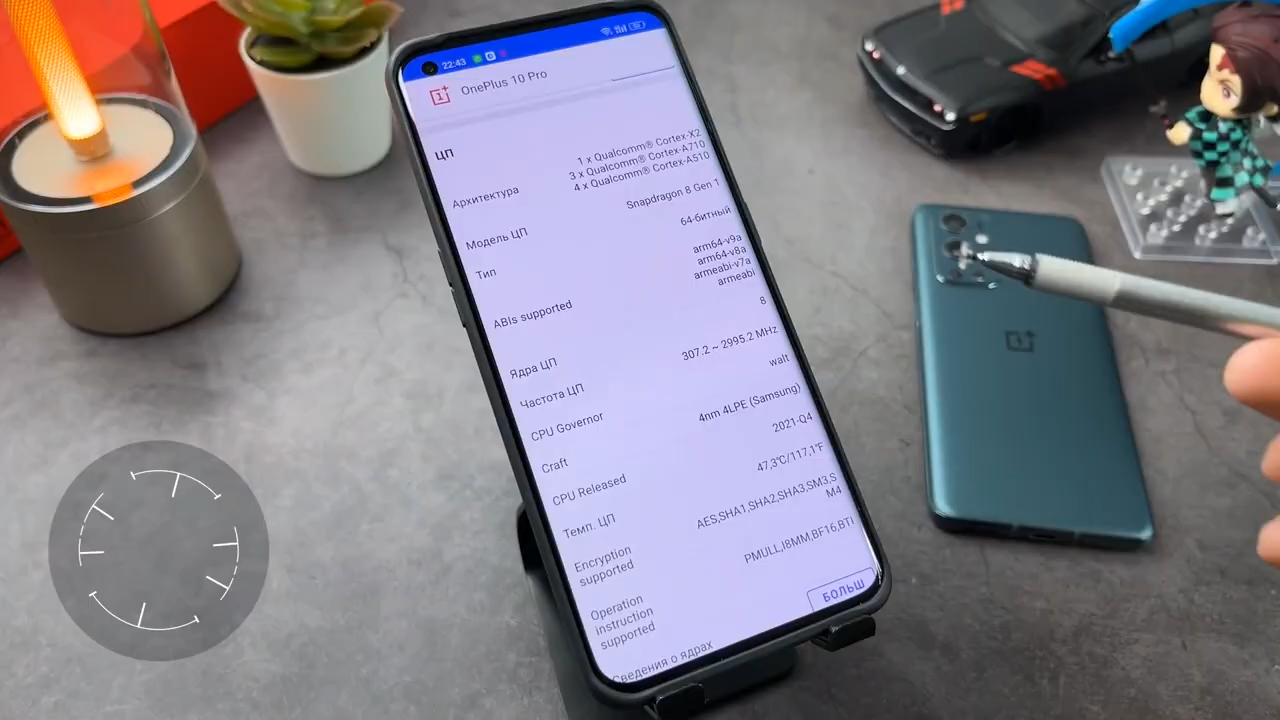 22:43
OnePlus 10 Pro
ЦП
Архитектура
1 x Qualcomm® Cortex-X2
3 x Qualcomm® Cortex-A710
4 x Qualcomm® Cortex-A510
Модель ЦП
Snapdragon 8 Gen 1
Тип
64-битный
ABIs supported
arm64-v9a
arm64-v8a
armeabi-v7a
armeabi
Ядра ЦП
8
Частота ЦП
307.2 ~ 2995.2 MHz
CPU Governor
walt
Craft
4nm 4LPE (Samsung)
CPU Released
2021-Q4
Темп. ЦП
47,3°C/117,1°F
Encryption
supported
AES,SHA1,SHA2,SHA3,SM3,S
M4
Operation
instruction
supported
PMULL,I8MM,BF16,BTI
БОЛЬШ
Сведения о ядрах